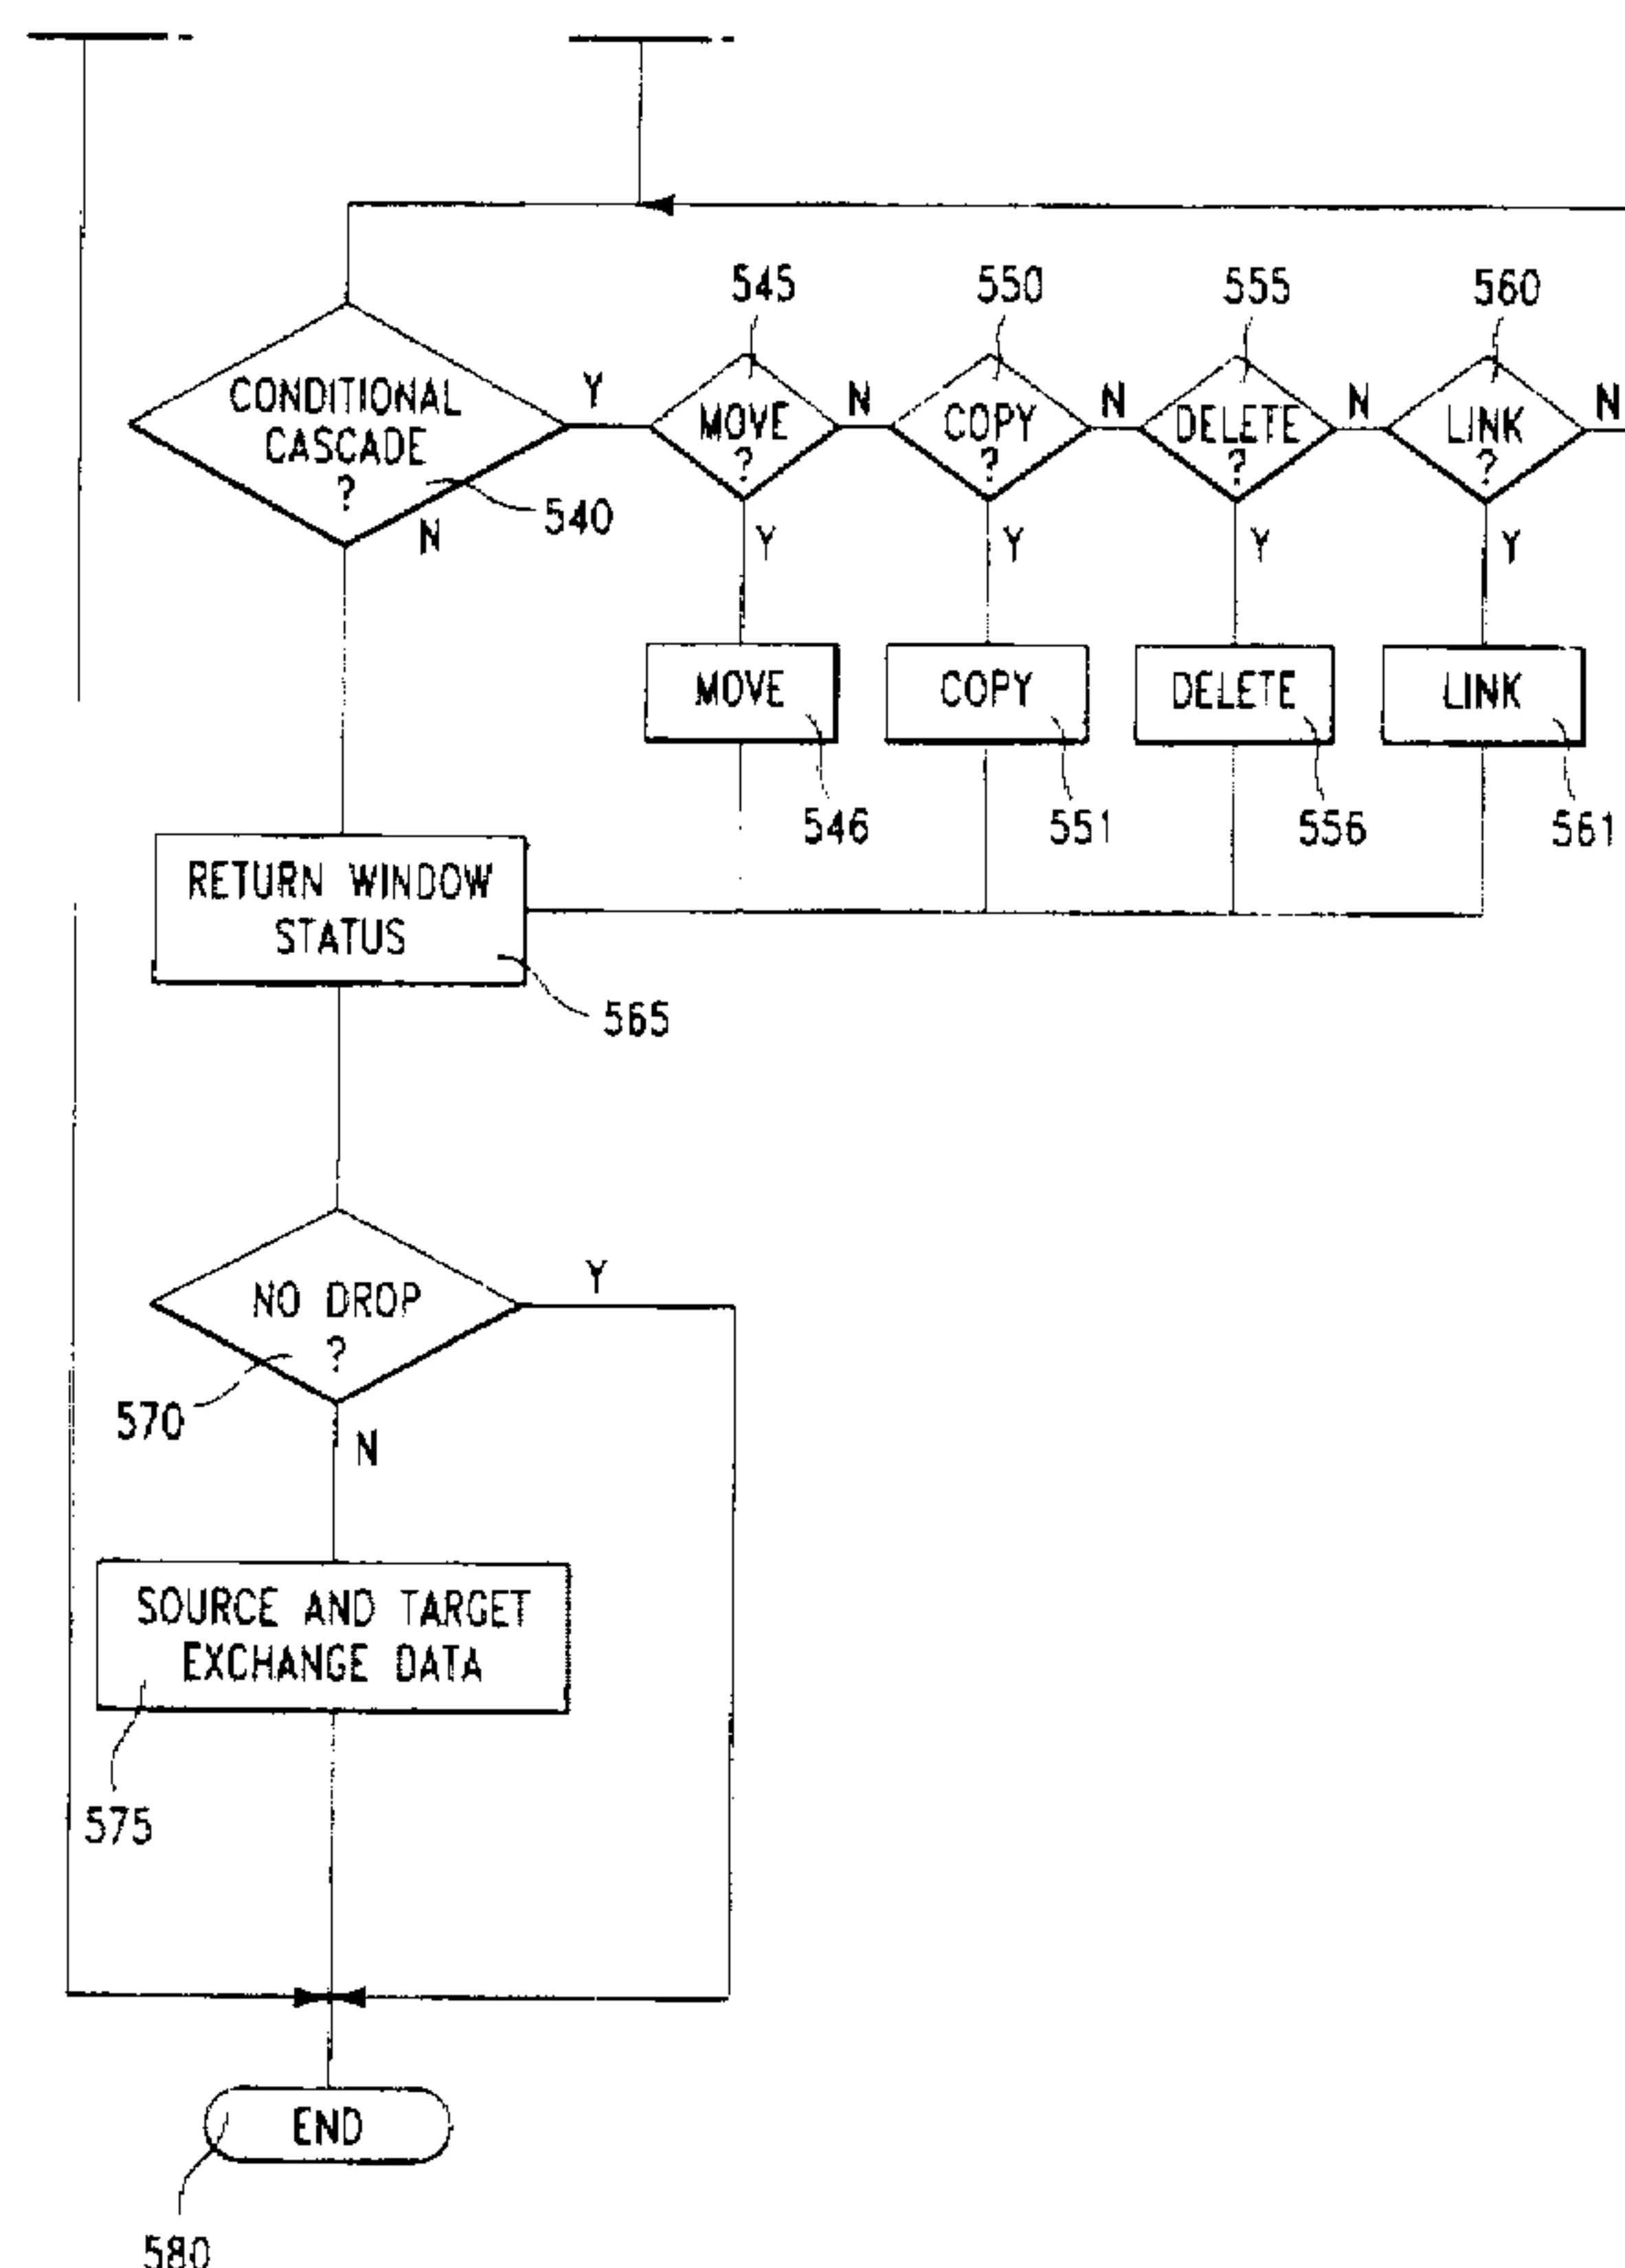 545
550
555
560
CONDITIONAL
CASCADE
?
540
Y
N
MOVE
?
N
Y
COPY
?
N
Y
DELETE
?
N
Y
LINK
?
N
Y
MOVE
546
COPY
551
DELETE
556
LINK
561
RETURN WINDOW
STATUS
565
NO DROP
?
Y
570
N
SOURCE AND TARGET
EXCHANGE DATA
575
END
580